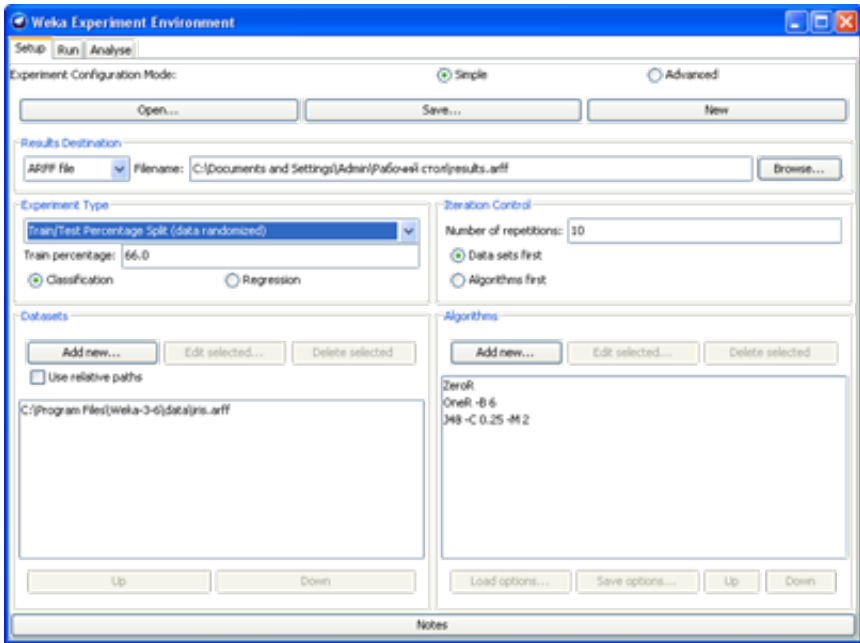 Weka Experiment Environment
Setup Run Analyse
Experiment Configuration Mode: Simple Advanced
Open... Save... New
Results Destination
ARFF file Filename: C:\Documents and Settings\Admin\Рабочий стол\results.arff Browse...
Experiment Type
Train/Test Percentage Split (data randomized)
Train percentage: 66.0
Classification Regression
Iteration Control
Number of repetitions: 10
Data sets first
Algorithms first
Datasets
Add new... Edit selected... Delete selected
Use relative paths
C:\Program Files\Weka-3-6\data\iris.arff
Up Down
Algorithms
Add new... Edit selected... Delete selected
ZeroR
OneR -B 6
J48 -C 0.25 -M 2
Load options... Save options... Up Down
Notes